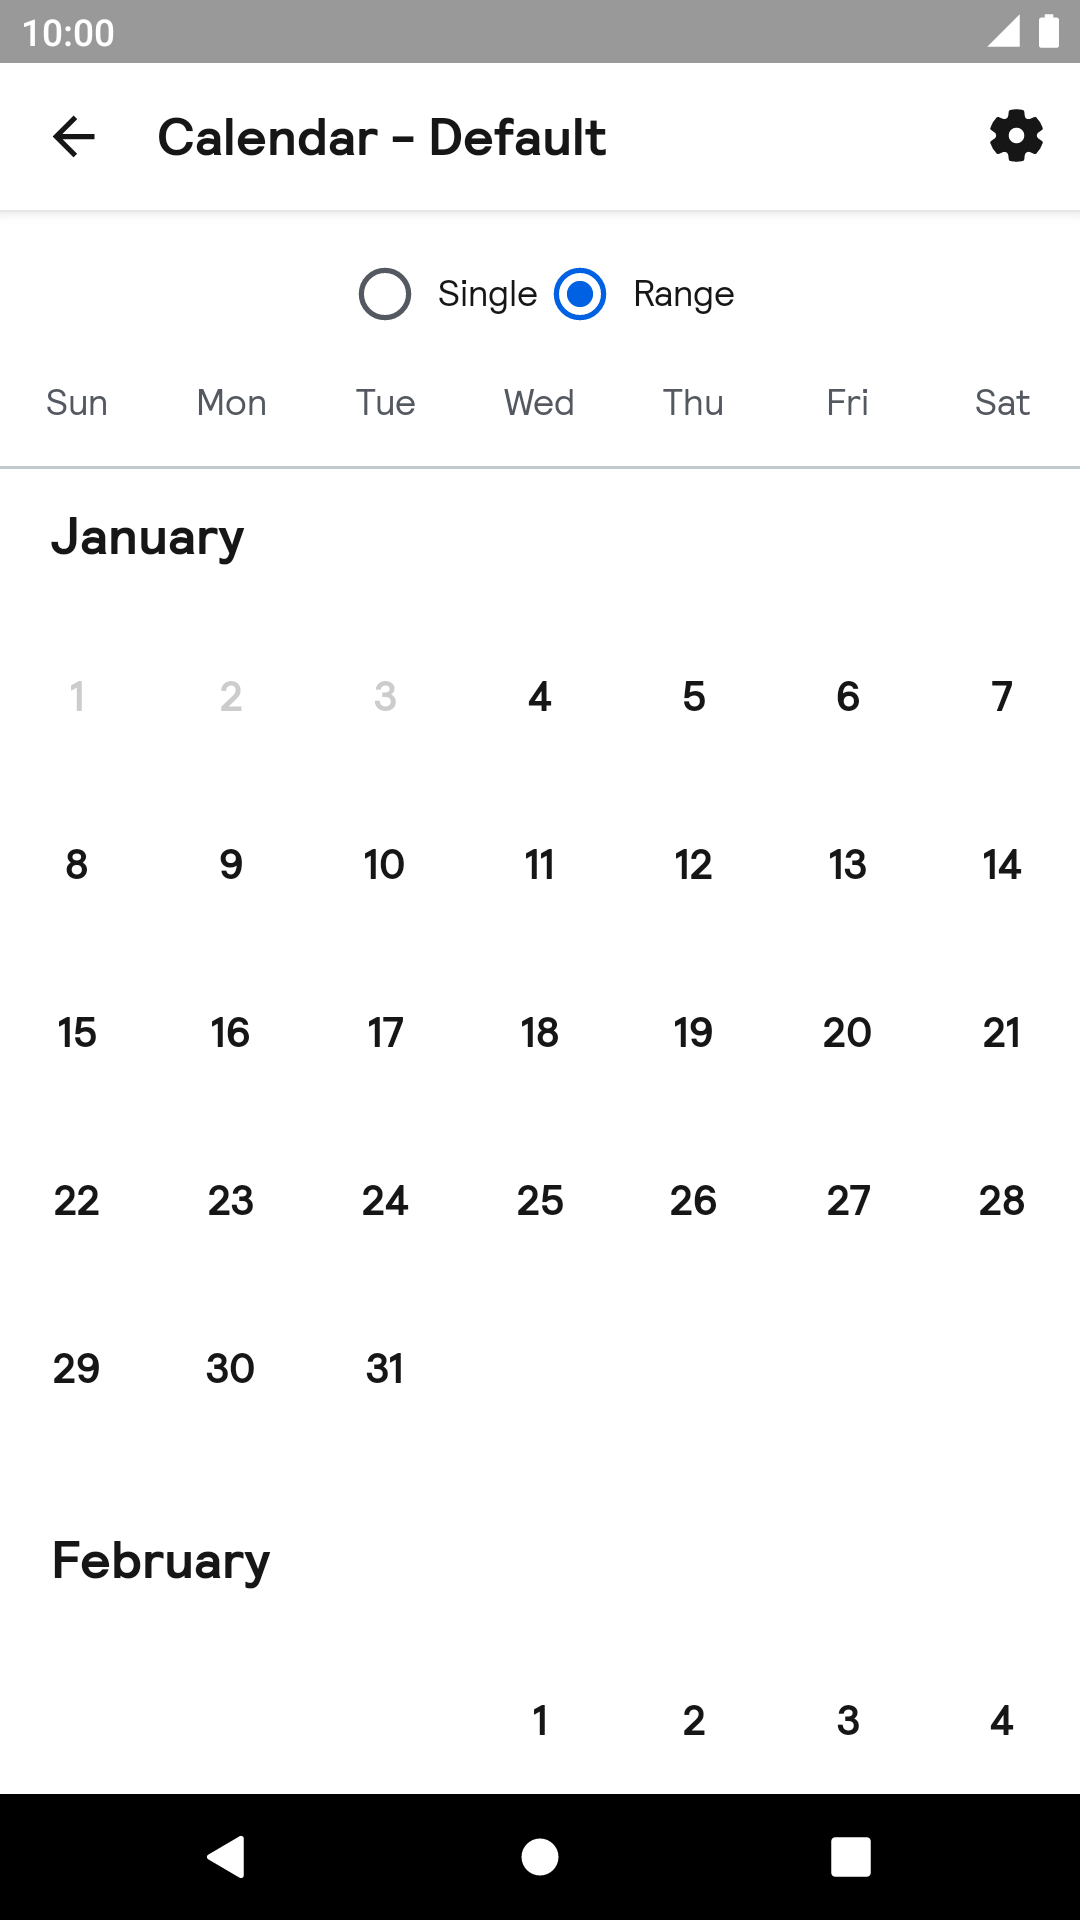 10:00
Calendar – Default
Single Range
Sun Mon Tue Wed Thu Fri Sat
January
1 2 3 4 5 6 7
8 9 10 11 12 13 14
15 16 17 18 19 20 21
22 23 24 25 26 27 28
29 30 31
February
1 2 3 4